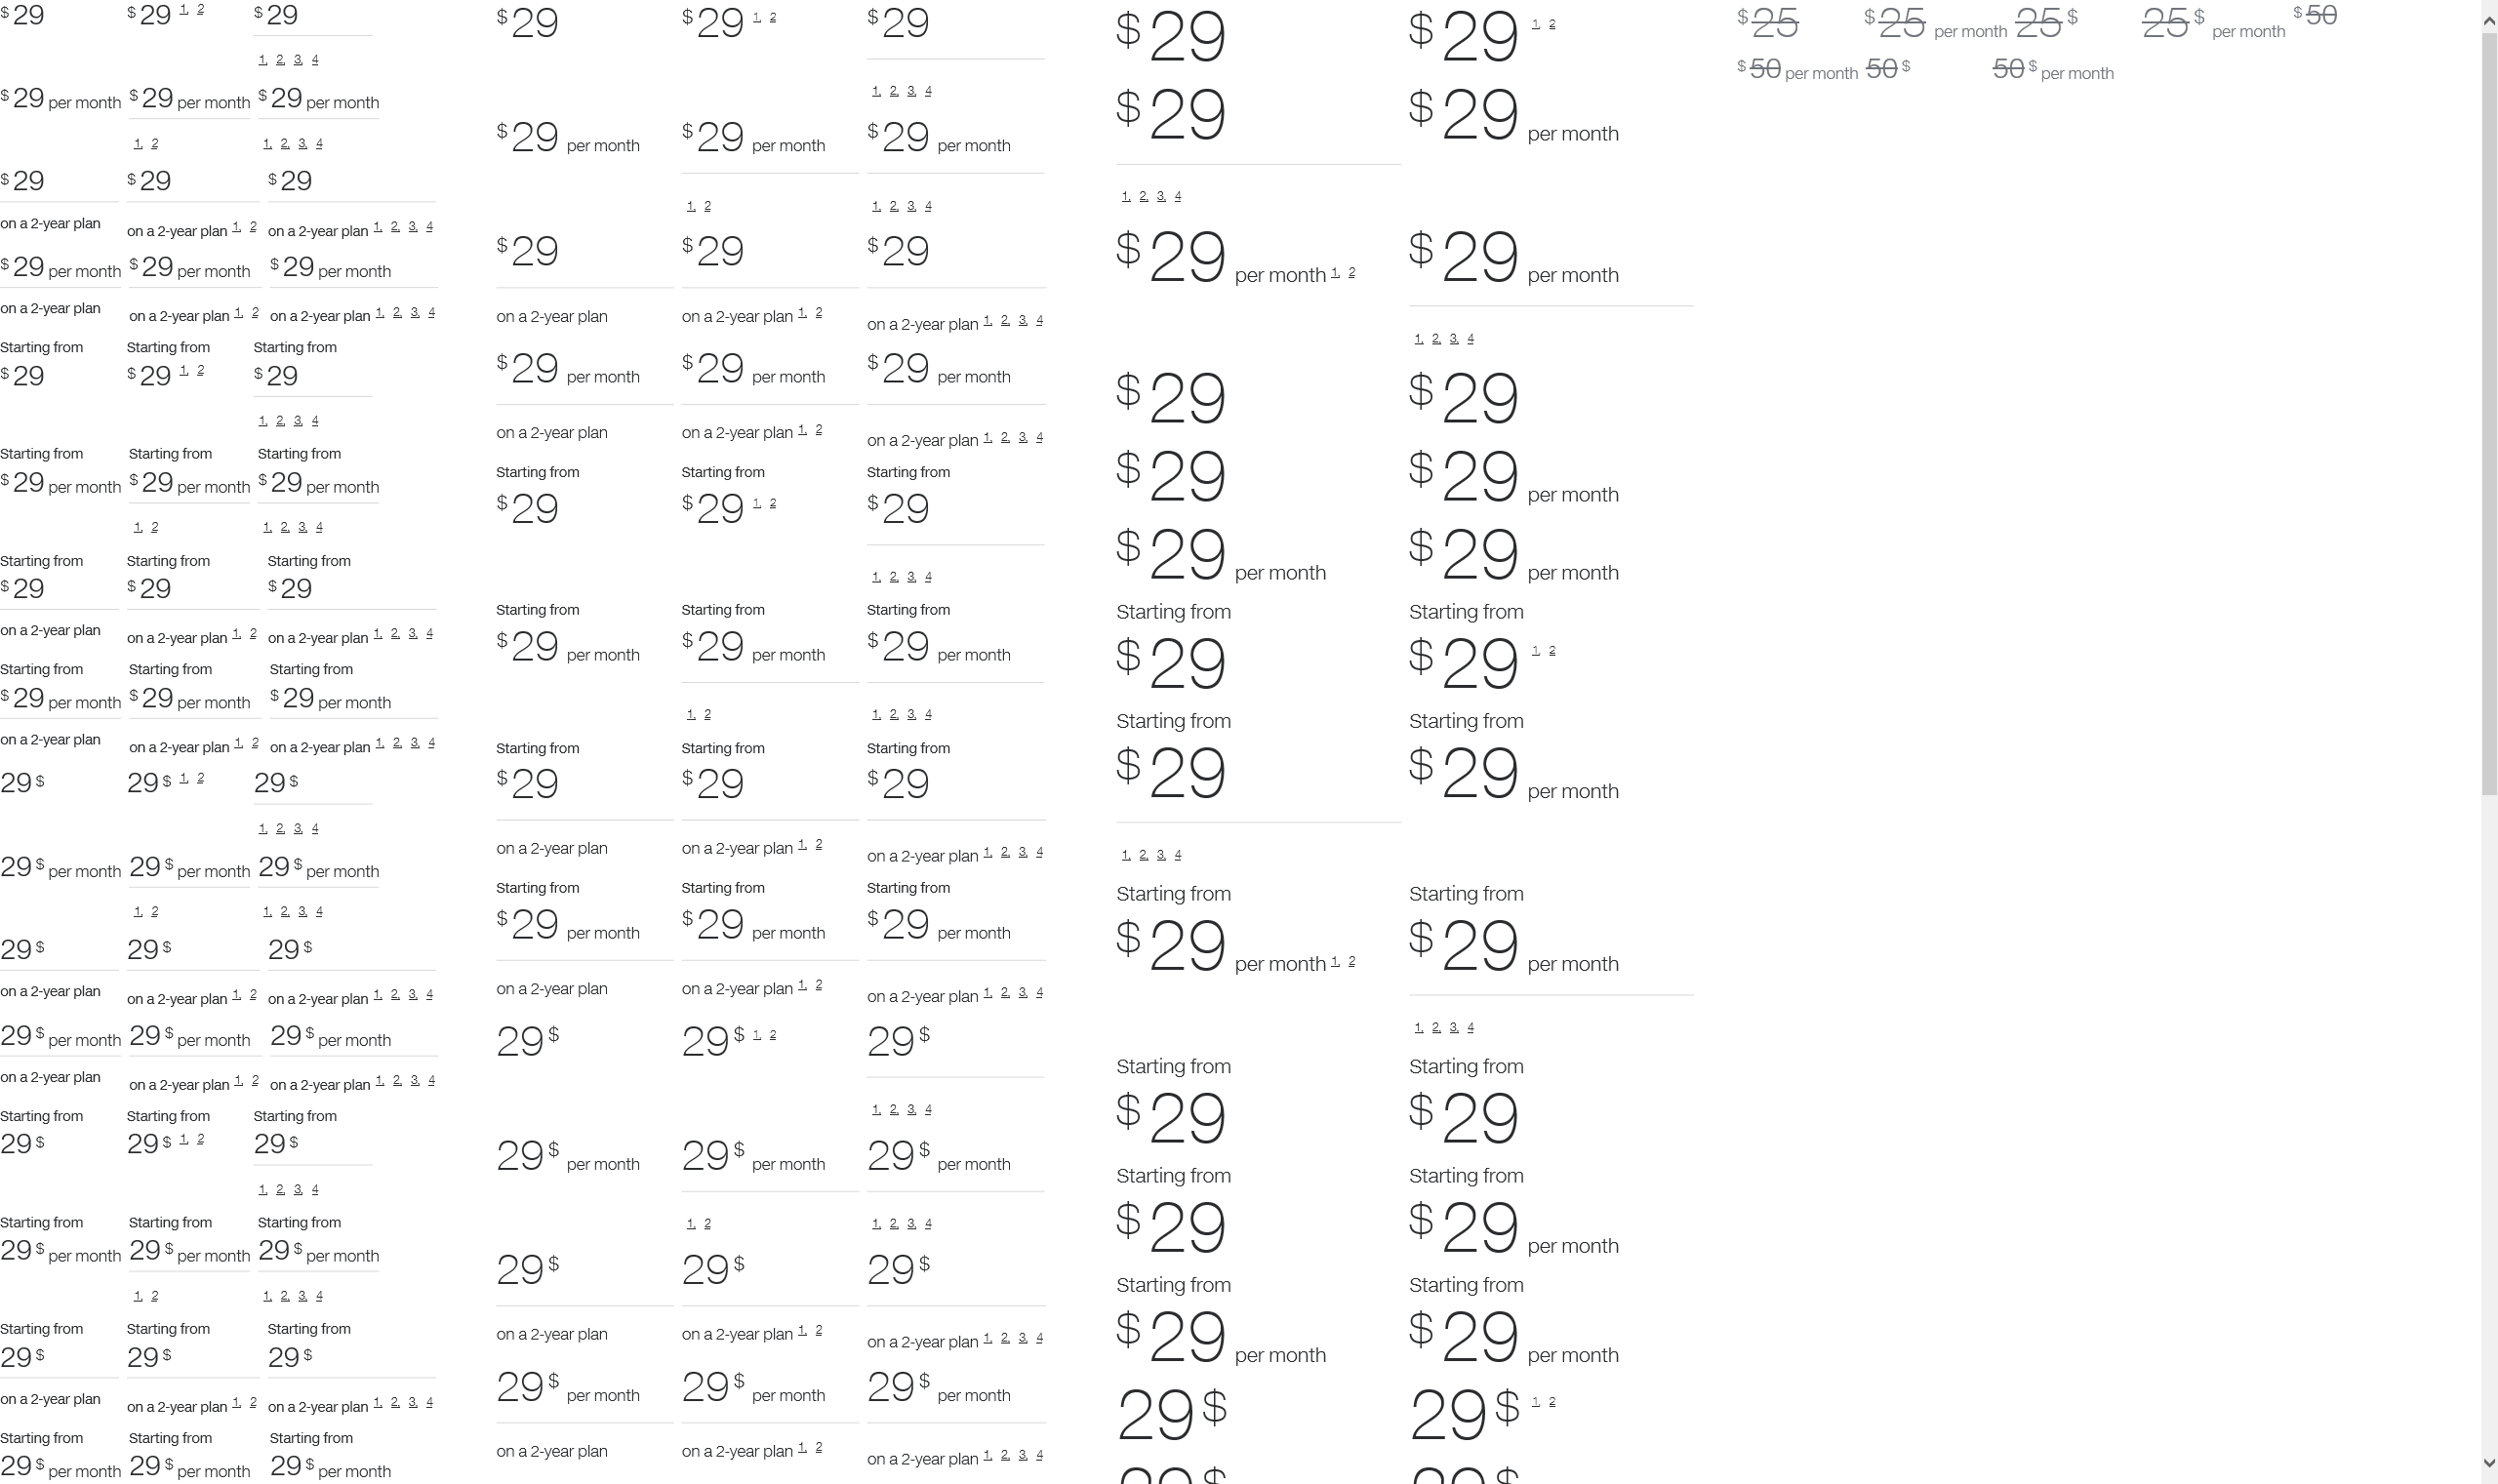 $29 $29 1, 2 $29
1, 2, 3, 4
$29 per month $29 per month $29 per month
1, 2 1, 2, 3, 4
$29 $29 $29
on a 2-year plan on a 2-year plan 1, 2 on a 2-year plan 1, 2, 3, 4
$29 per month $29 per month $29 per month
on a 2-year plan on a 2-year plan 1, 2 on a 2-year plan 1, 2, 3, 4
Starting from Starting from Starting from
$29 $29 1, 2 $29
1, 2, 3, 4
Starting from Starting from Starting from
$29 per month $29 per month $29 per month
1, 2 1, 2, 3, 4
Starting from Starting from Starting from
$29 $29 $29
on a 2-year plan on a 2-year plan 1, 2 on a 2-year plan 1, 2, 3, 4
Starting from Starting from Starting from
$29 per month $29 per month $29 per month
on a 2-year plan on a 2-year plan 1, 2 on a 2-year plan 1, 2, 3, 4
29$ 29$ 1, 2 29$
1, 2, 3, 4
29$ per month 29$ per month 29$ per month
1, 2 1, 2, 3, 4
29$ 29$ 29$
on a 2-year plan on a 2-year plan 1, 2 on a 2-year plan 1, 2, 3, 4
29$ per month 29$ per month 29$ per month
on a 2-year plan on a 2-year plan 1, 2 on a 2-year plan 1, 2, 3, 4
Starting from Starting from Starting from
29$ 29$ 1, 2 29$
1, 2, 3, 4
Starting from Starting from Starting from
29$ per month 29$ per month 29$ per month
1, 2 1, 2, 3, 4
Starting from Starting from Starting from
29$ 29$ 29$
on a 2-year plan on a 2-year plan 1, 2 on a 2-year plan 1, 2, 3, 4
Starting from Starting from Starting from
29$ per month 29$ per month 29$ per month
$29 $29 1, 2 $29
1, 2, 3, 4
$29 per month $29 per month $29 per month
1, 2 1, 2, 3, 4
$29 $29 $29
on a 2-year plan on a 2-year plan 1, 2 on a 2-year plan 1, 2, 3, 4
$29 per month $29 per month $29 per month
on a 2-year plan on a 2-year plan 1, 2 on a 2-year plan 1, 2, 3, 4
Starting from Starting from Starting from
$29 $29 1, 2 $29
1, 2, 3, 4
Starting from Starting from Starting from
$29 per month $29 per month $29 per month
1, 2 1, 2, 3, 4
Starting from Starting from Starting from
$29 $29 $29
on a 2-year plan on a 2-year plan 1, 2 on a 2-year plan 1, 2, 3, 4
Starting from Starting from Starting from
$29 per month $29 per month $29 per month
on a 2-year plan on a 2-year plan 1, 2 on a 2-year plan 1, 2, 3, 4
29$ 29$ 1, 2 29$
1, 2, 3, 4
29$ per month 29$ per month 29$ per month
1, 2 1, 2, 3, 4
29$ 29$ 29$
on a 2-year plan on a 2-year plan 1, 2 on a 2-year plan 1, 2, 3, 4
29$ per month 29$ per month 29$ per month
on a 2-year plan on a 2-year plan 1, 2 on a 2-year plan 1, 2, 3, 4
$29 $29 1, 2
$29 $29 per month
1, 2, 3, 4
$29 per month 1, 2 $29 per month
1, 2, 3, 4
$29 $29
$29 $29 per month
$29 per month $29 per month
Starting from Starting from
$29 $29 1, 2
Starting from Starting from
$29 $29 per month
1, 2, 3, 4
Starting from Starting from
$29 per month 1, 2 $29 per month
1, 2, 3, 4
Starting from Starting from
$29 $29
Starting from Starting from
$29 $29 per month
Starting from Starting from
$29 per month $29 per month
29$ 29$ 1, 2
$25 $25 per month 25$ 25$ per month $50
$50 per month 50$ 50$ per month